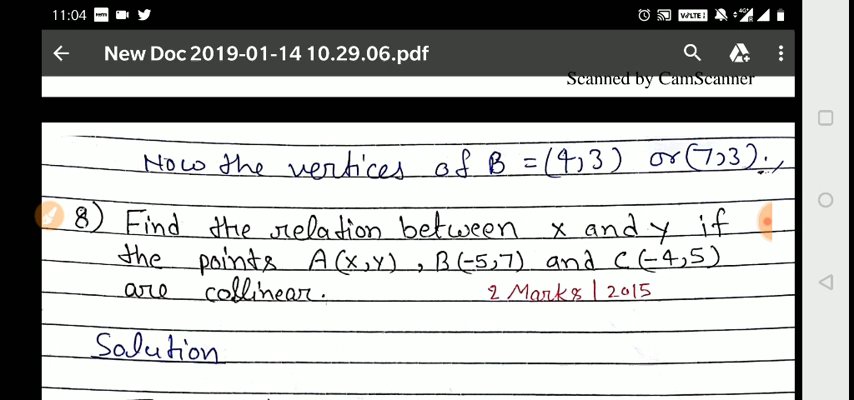 11:04
VoLTE
New Doc 2019-01-14 10.29.06.pdf
Scanned by CamScanner
Now the vertices of B = (4,3) or (7,3).
8) Find the relation between x and y if
the points A(x,y), B(-5,7) and C(-4,5)
are collinear. 2 Marks | 2015
Solution